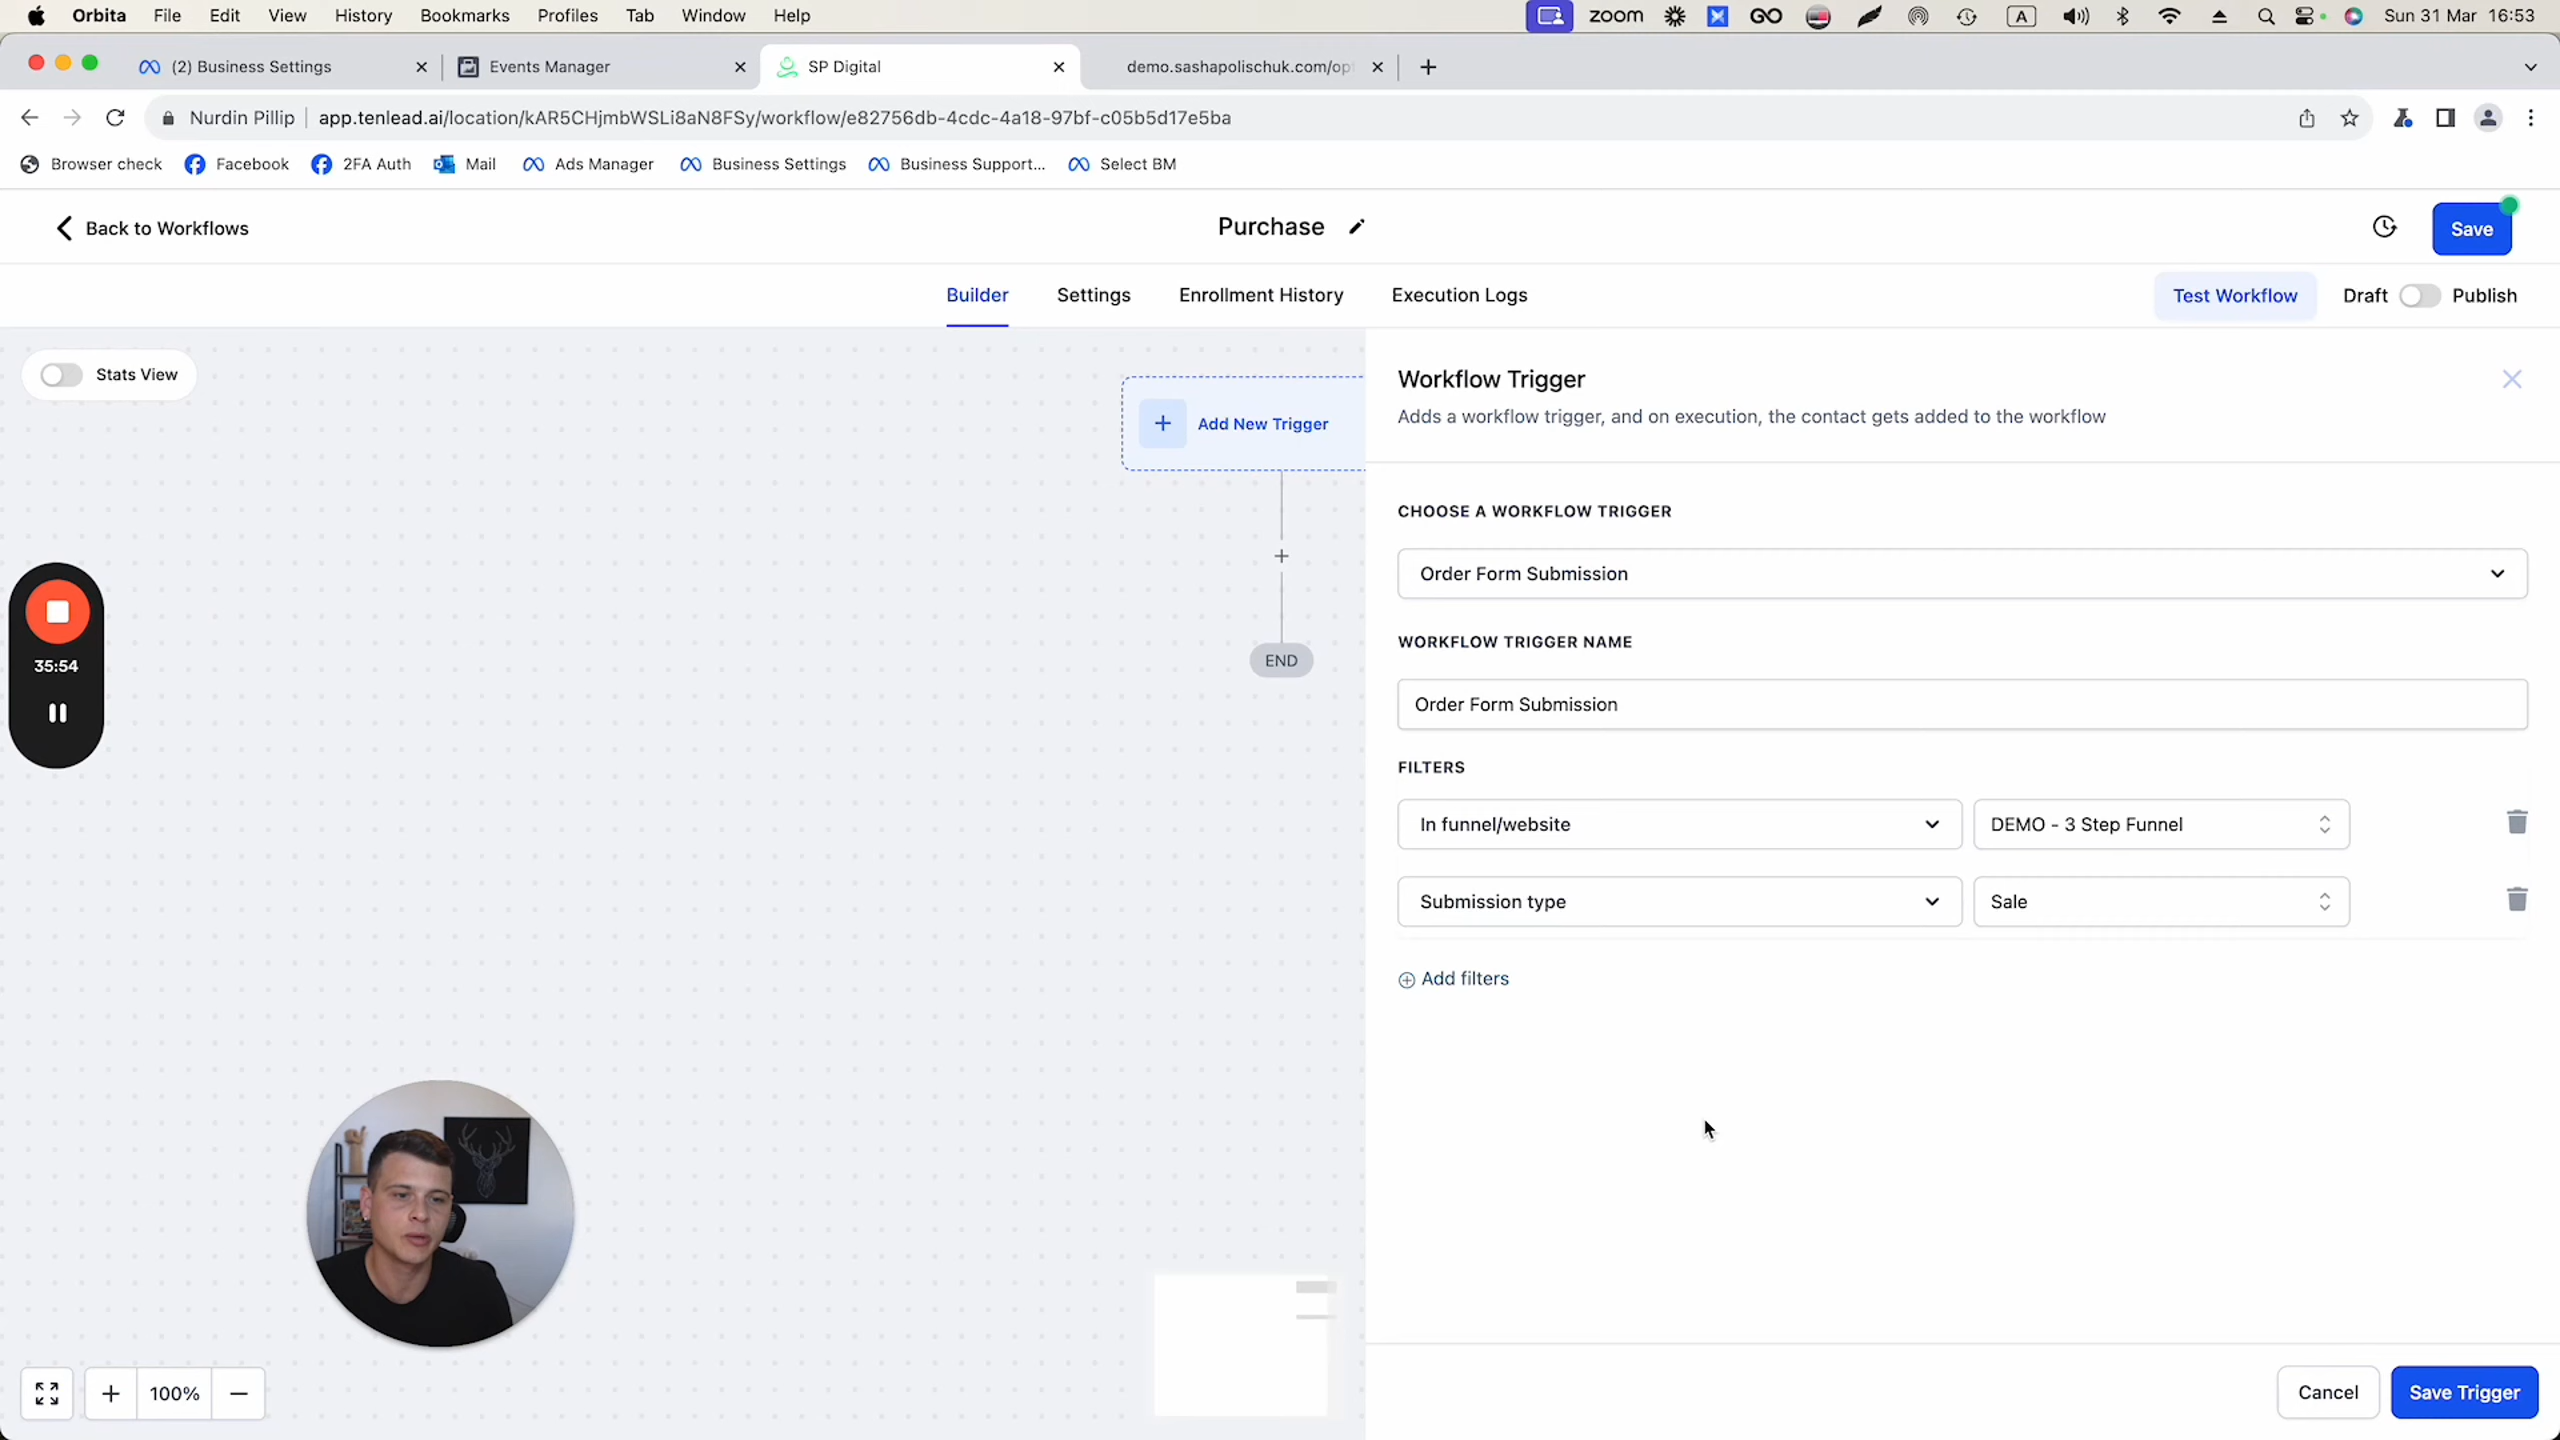 Orbita File Edit View History Bookmarks Profiles Tab Window Help zoom A Sun 31 Mar 16:53
(2) Business Settings Events Manager SP Digital demo.sashapolischuk.com/opt
Nurdin Pillip app.tenlead.ai/location/kAR5CHjmbWSLi8aN8FSy/workflow/e82756db-4cdc-4a18-97bf-c05b5d17e5ba
Browser check Facebook 2FA Auth Mail Ads Manager Business Settings Business Support... Select BM
Back to Workflows Purchase Save
Builder Settings Enrollment History Execution Logs Test Workflow Draft Publish
Stats View
Add New Trigger
END
35:54
100%
Workflow Trigger
Adds a workflow trigger, and on execution, the contact gets added to the workflow
CHOOSE A WORKFLOW TRIGGER
Order Form Submission
WORKFLOW TRIGGER NAME
Order Form Submission
FILTERS
In funnel/website DEMO - 3 Step Funnel
Submission type Sale
Add filters
Cancel Save Trigger